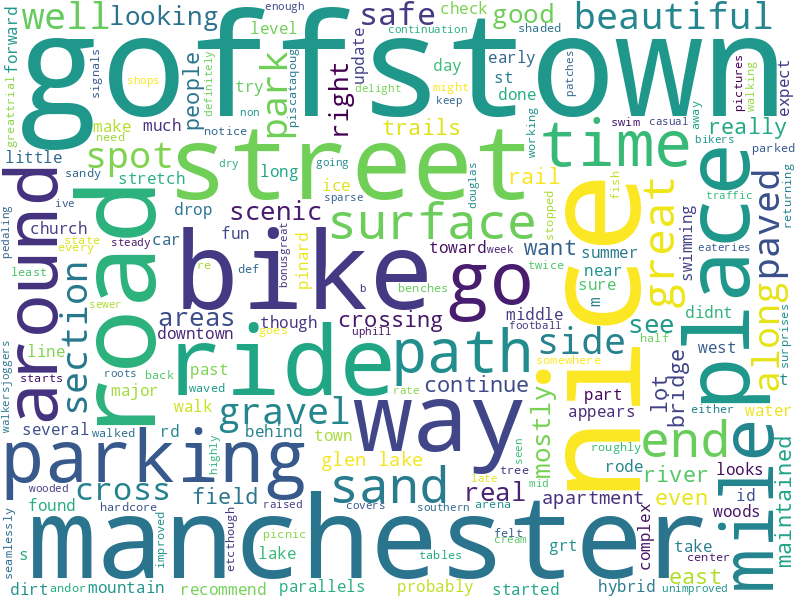 well looking safe check good beautiful
goffstown
forward greattrial signals shops people definitely try level park piscataquog right update day early st done enough continuation shaded patches pictures walking expect
delight might keep
make need much notice non trails working swim casual away bikers parked
street time really
little sandy spot stretch long dry going ice sparse rail douglas stopped fish traffic
around road church ive scenic surface nice place great paved along
pedaling state every steady car drop fun def re bonusgreat pinard toward week want summer swimming eateries returning
least sewer section areas bike b benches go twice near sure m
downtown though goes uphill crossing football middle somewhere side see didnt half
line roots back starts past ride path west rt surprises
major waved rate continue mostly part lot bridge water
walkersjoggers several walk gravel way appears either
walked rd behind town seen end mile
parking highly glen lake roughly rode river looks
wooded tree late mid
cross field sand real apartment even id maintained
found hardcore raised covers southern arena felt grt complex woods
seamlessly s improved lake etcthough picnic tables cream take center
manchester
east
dirt andor mountain recommend parallels probably started hybrid unimproved